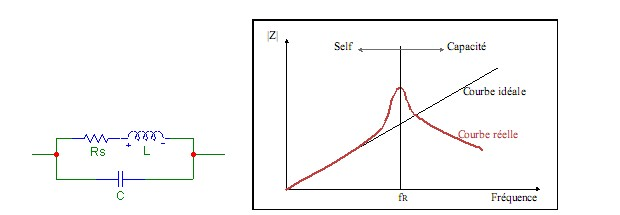 Rs
+
L
-
C
|Z|
Self
Capacité
Courbe idéale
Courbe réelle
fR
Fréquence